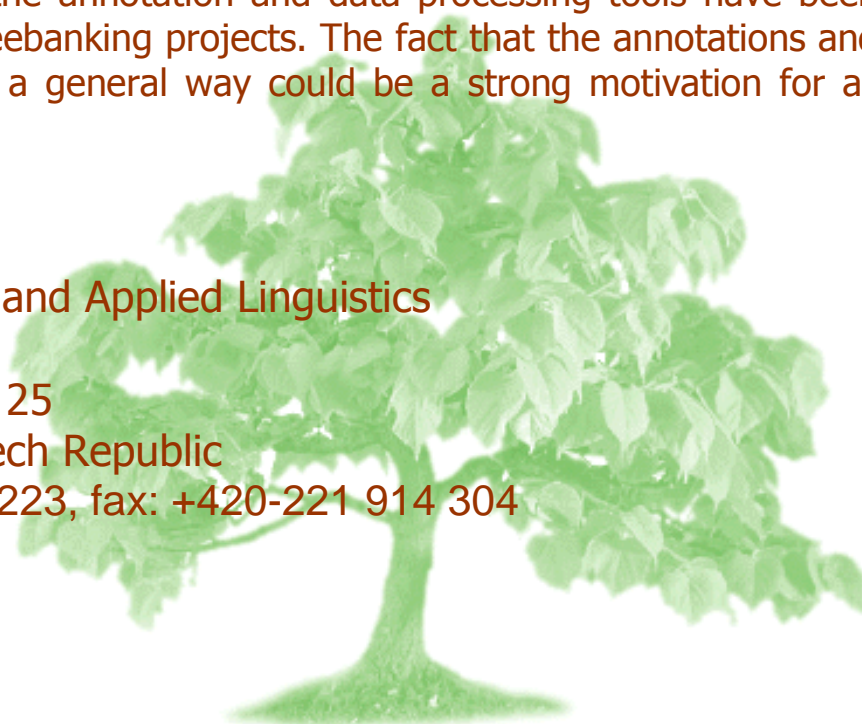 the annotation and data processing tools have been
eebanking projects. The fact that the annotations and
a general way could be a strong motivation for a
and Applied Linguistics
25
ech Republic
223, fax: +420-221 914 304